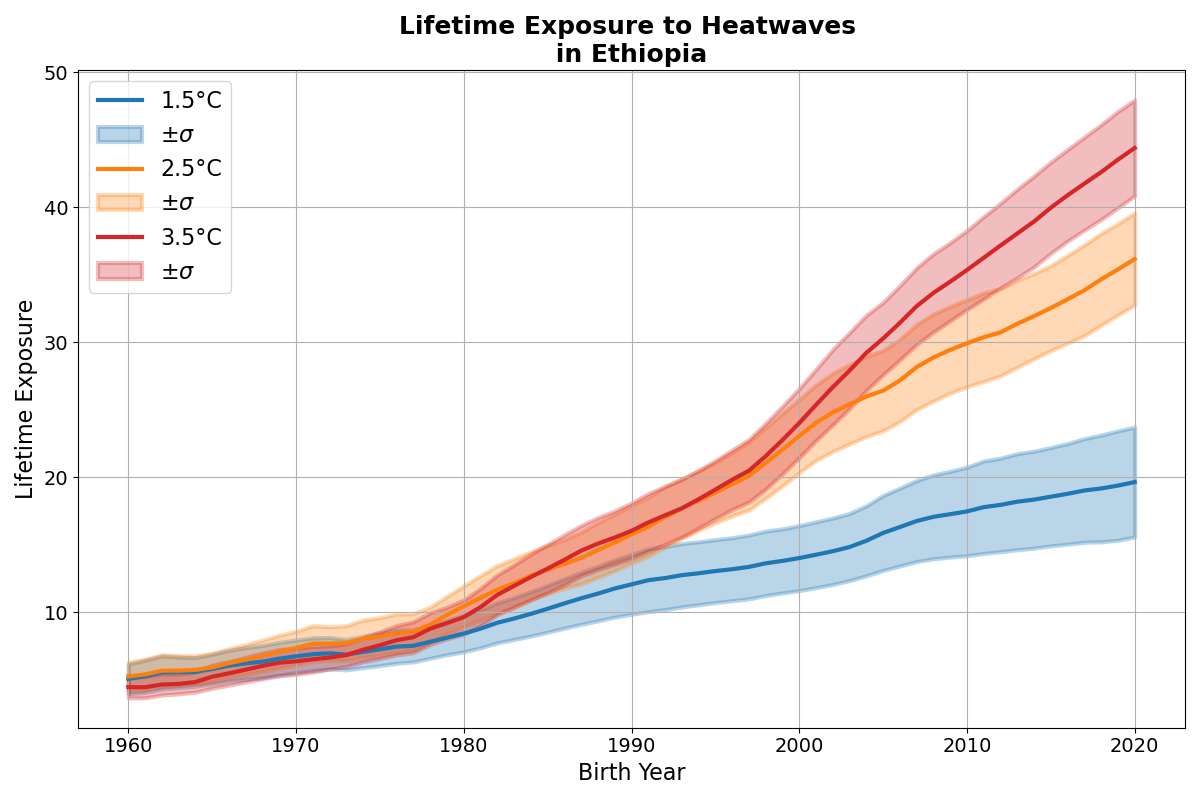 Lifetime Exposure to Heatwaves
in Ethiopia
1.5°C
±σ
2.5°C
±σ
3.5°C
±σ
Lifetime Exposure
50
40
30
20
10
1960 1970 1980 1990 2000 2010 2020
Birth Year